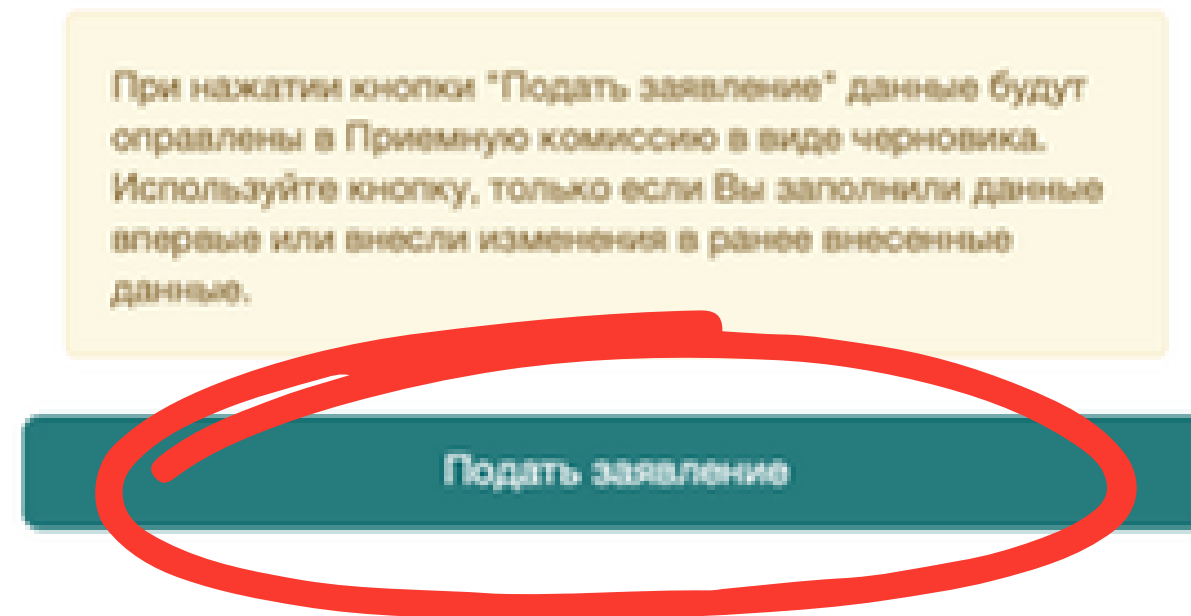 При нажатии кнопки "Подать заявление" данные будут
оправлены в Приемную комиссию в виде черновика.
Используйте кнопку, только если Вы заполнили данные
впервые или внесли изменения в ранее внесенные
данные.
Подать заявление